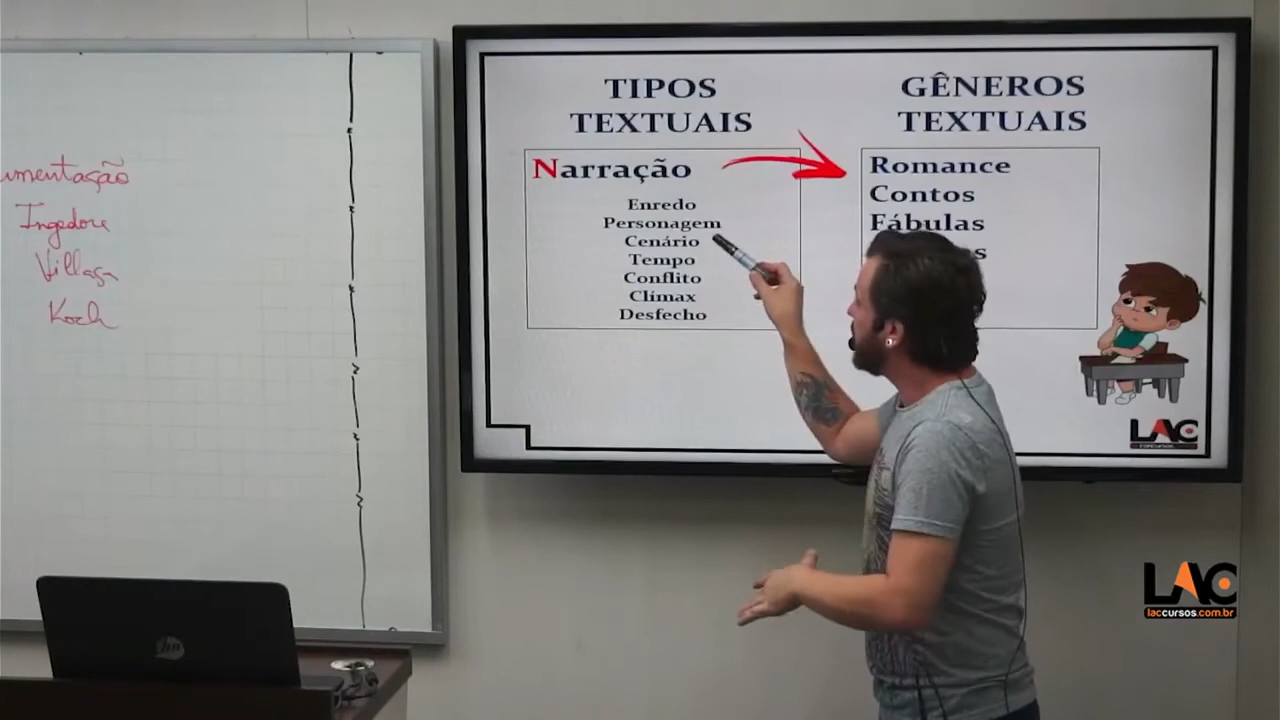 umentação
Ingedore
Villaça
Koch
TIPOS
TEXTUAIS
Narração
Enredo
Personagem
Cenário
Tempo
Conflito
Clímax
Desfecho
GÊNEROS
TEXTUAIS
Romance
Contos
Fábulas
LAC
CONCURSOS
hp
LAC
laccursos.com.br